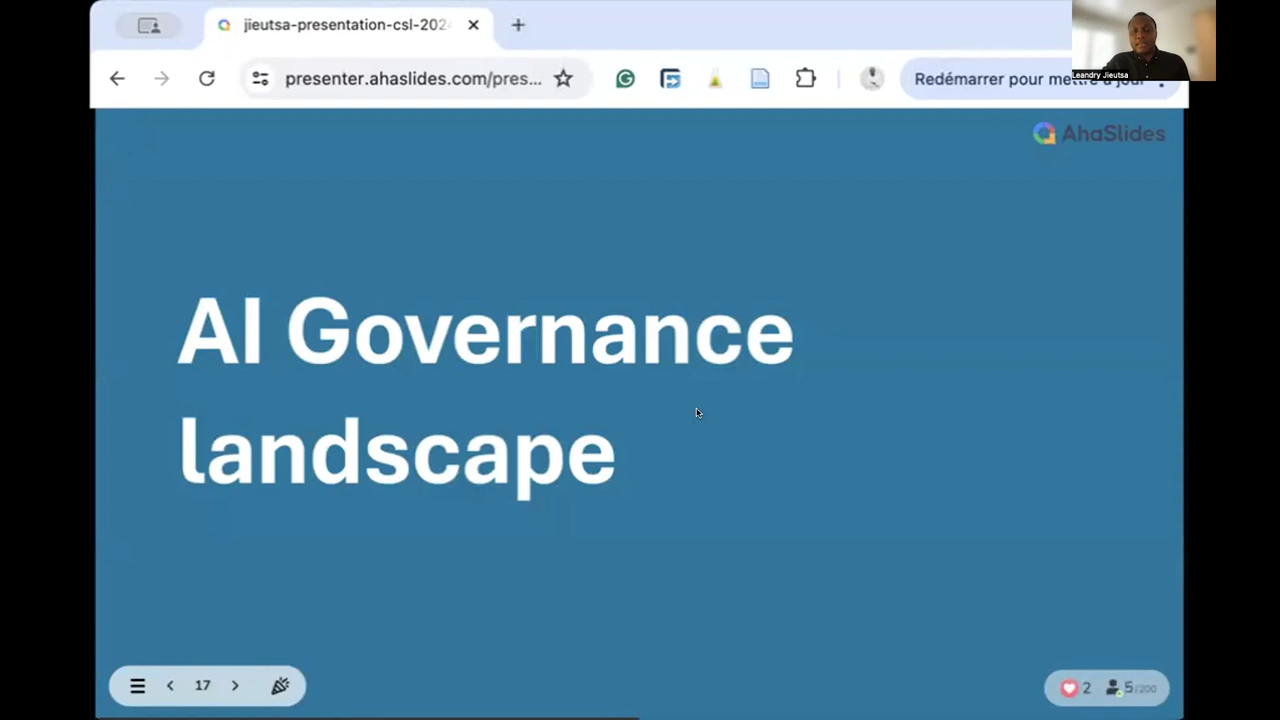 jieutsa-presentation-csl-202
presenter.ahaslides.com/pres...
Redémarrer pour mettre à jour
Leandry Jieutsa
AhaSlides
AI Governance
landscape
17
2
5/200